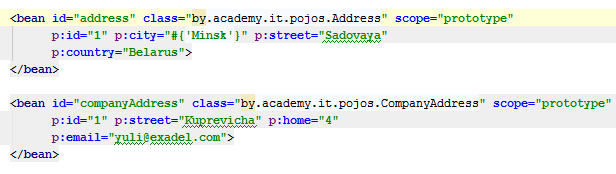 <bean id="address" class="by.academy.it.pojos.Address" scope="prototype"
p:id="1" p:city="#{'Minsk'}" p:street="Sadovaya"
p:country="Belarus">
</bean>
<bean id="companyAddress" class="by.academy.it.pojos.CompanyAddress" scope="prototype"
p:id="1" p:street="Kuprevicha" p:home="4"
p:email="yuli@exadel.com">
</bean>